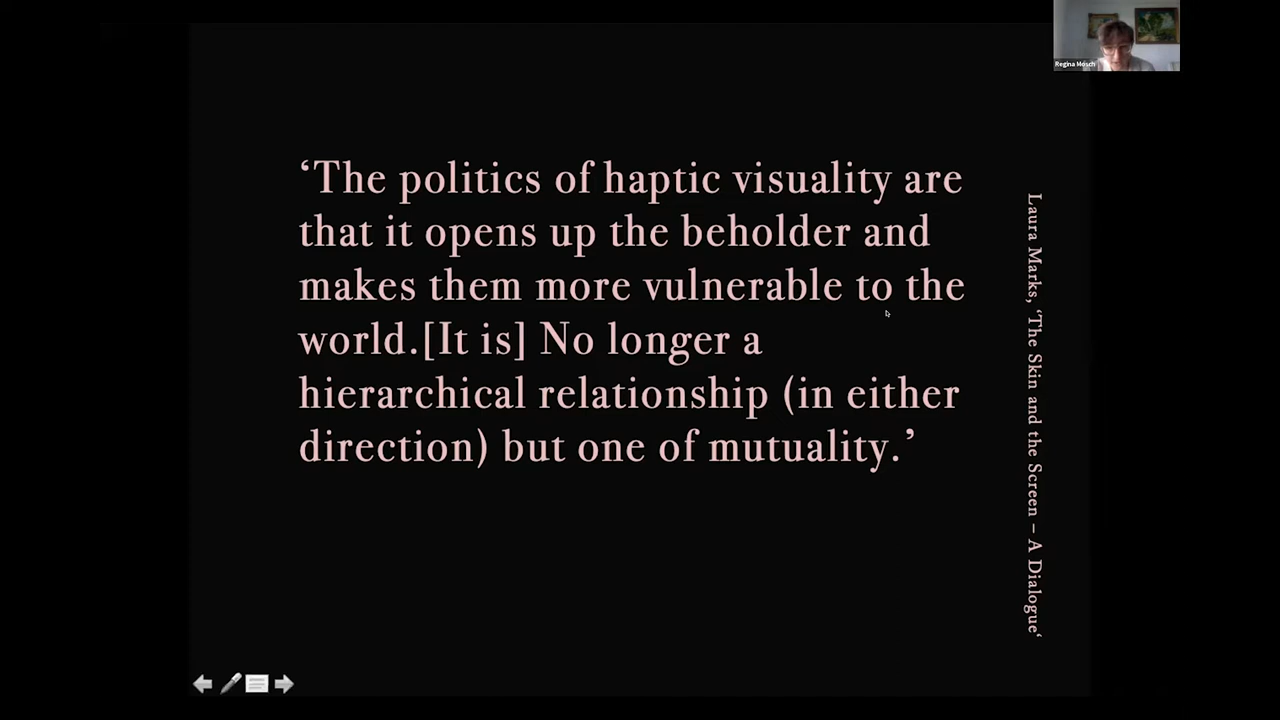 Regina Mosch
‘The politics of haptic visuality are
that it opens up the beholder and
makes them more vulnerable to the
world.[It is] No longer a
hierarchical relationship (in either
direction) but one of mutuality.’
Laura Marks, ‘The Skin and the Screen – A Dialogue‘